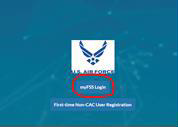 U.S. AIR FORCE
myFSS Login
First-time Non-CAC User Registration